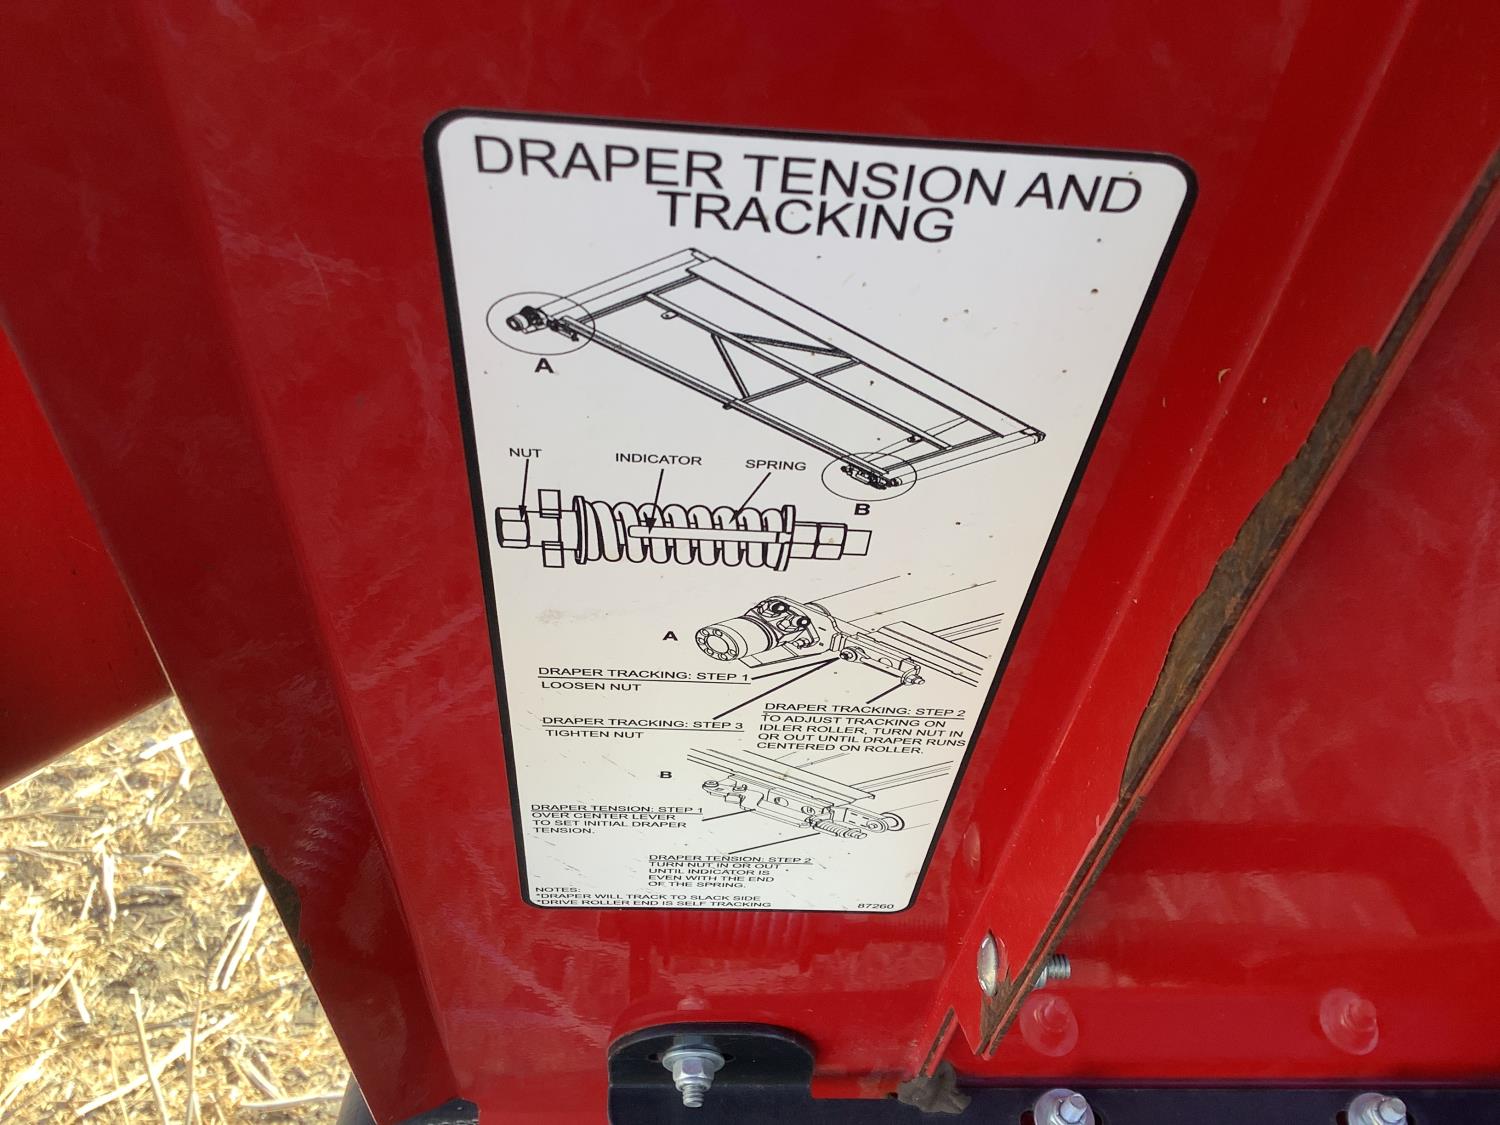 DRAPER TENSION AND
TRACKING
A
B
NUT
INDICATOR
SPRING
A
DRAPER TRACKING: STEP 1
LOOSEN NUT
DRAPER TRACKING: STEP 3
TIGHTEN NUT
DRAPER TRACKING: STEP 2
TO ADJUST TRACKING ON
IDLER ROLLER, TURN NUT IN
OR OUT UNTIL DRAPER RUNS
CENTERED ON ROLLER.
B
DRAPER TENSION: STEP 1
OVER CENTER LEVER
TO SET INITIAL DRAPER
TENSION.
DRAPER TENSION: STEP 2
TURN NUT IN OR OUT
UNTIL INDICATOR IS
EVEN WITH THE END
OF THE SPRING.
NOTES:
*DRAPER WILL TRACK TO SLACK SIDE
*DRIVE ROLLER END IS SELF TRACKING
87260